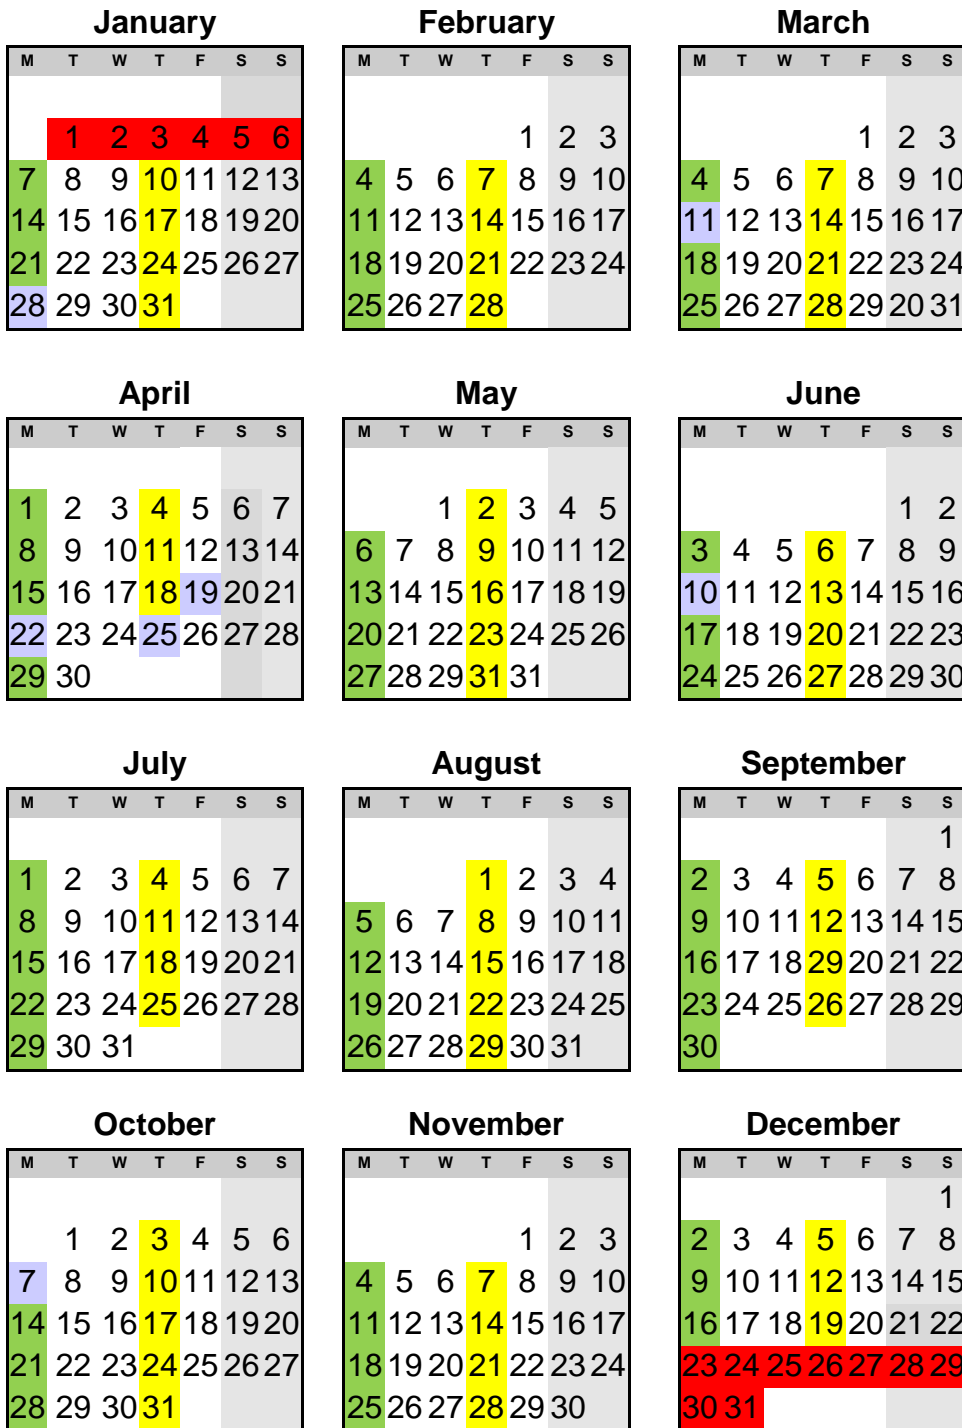 January February March
M T W T F S S M T W T F S S M T W T F S S
1 2 3 4 5 6 1 2 3 1 2 3
7 8 9 10 11 12 13 4 5 6 7 8 9 10 4 5 6 7 8 9 10
14 15 16 17 18 19 20 11 12 13 14 15 16 17 11 12 13 14 15 16 17
21 22 23 24 25 26 27 18 19 20 21 22 23 24 18 19 20 21 22 23 24
28 29 30 31 25 26 27 28 25 26 27 28 29 20 31
April May June
M T W T F S S M T W T F S S M T W T F S S
1 2 3 4 5 6 7 1 2 3 4 5 1 2
8 9 10 11 12 13 14 6 7 8 9 10 11 12 3 4 5 6 7 8 9
15 16 17 18 19 20 21 13 14 15 16 17 18 19 10 11 12 13 14 15 16
22 23 24 25 26 27 28 20 21 22 23 24 25 26 17 18 19 20 21 22 23
29 30 27 28 29 31 31 24 25 26 27 28 29 30
July August September
M T W T F S S M T W T F S S M T W T F S S
1
1 2 3 4 5 6 7 1 2 3 4 2 3 4 5 6 7 8
8 9 10 11 12 13 14 5 6 7 8 9 10 11 9 10 11 12 13 14 15
15 16 17 18 19 20 21 12 13 14 15 16 17 18 16 17 18 29 20 21 22
22 23 24 25 26 27 28 19 20 21 22 23 24 25 23 24 25 26 27 28 29
29 30 31 26 27 28 29 30 31 30
October November December
M T W T F S S M T W T F S S M T W T F S S
1
1 2 3 4 5 6 1 2 3 2 3 4 5 6 7 8
7 8 9 10 11 12 13 4 5 6 7 8 9 10 9 10 11 12 13 14 15
14 15 16 17 18 19 20 11 12 13 14 15 16 17 16 17 18 19 20 21 22
21 22 23 24 25 26 27 18 19 20 21 22 23 24 23 24 25 26 27 28 29
28 29 30 31 25 26 27 28 29 30 30 31